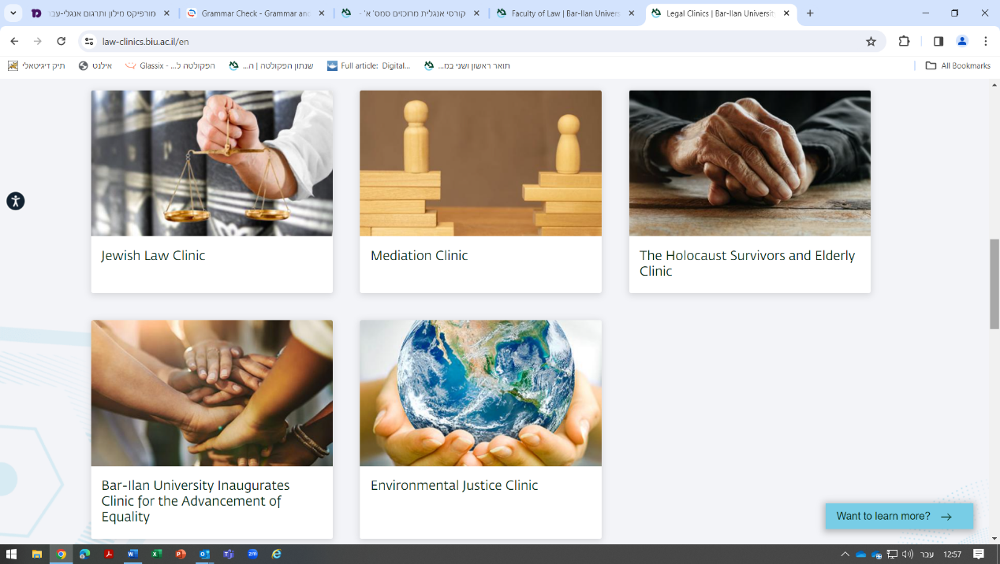 מורפיקס מילון ותרגום אנגלי-עבר
Grammar Check - Grammar and
קורסי אנגלית מרוכזים סמס' א' -
Faculty of Law | Bar-Ilan Univers
Legal Clinics | Bar-Ilan University
law-clinics.biu.ac.il/en
תיק דיגיטאלי
אילנט
הפקולטה ל... - Glassix
שנתון הפקולטה | ה...
Full article: Digital...
תואר ראשון ושני במ...
All Bookmarks
Jewish Law Clinic
Mediation Clinic
The Holocaust Survivors and Elderly
Clinic
Bar-Ilan University Inaugurates
Clinic for the Advancement of
Equality
Environmental Justice Clinic
Want to learn more?
עבר
12:57